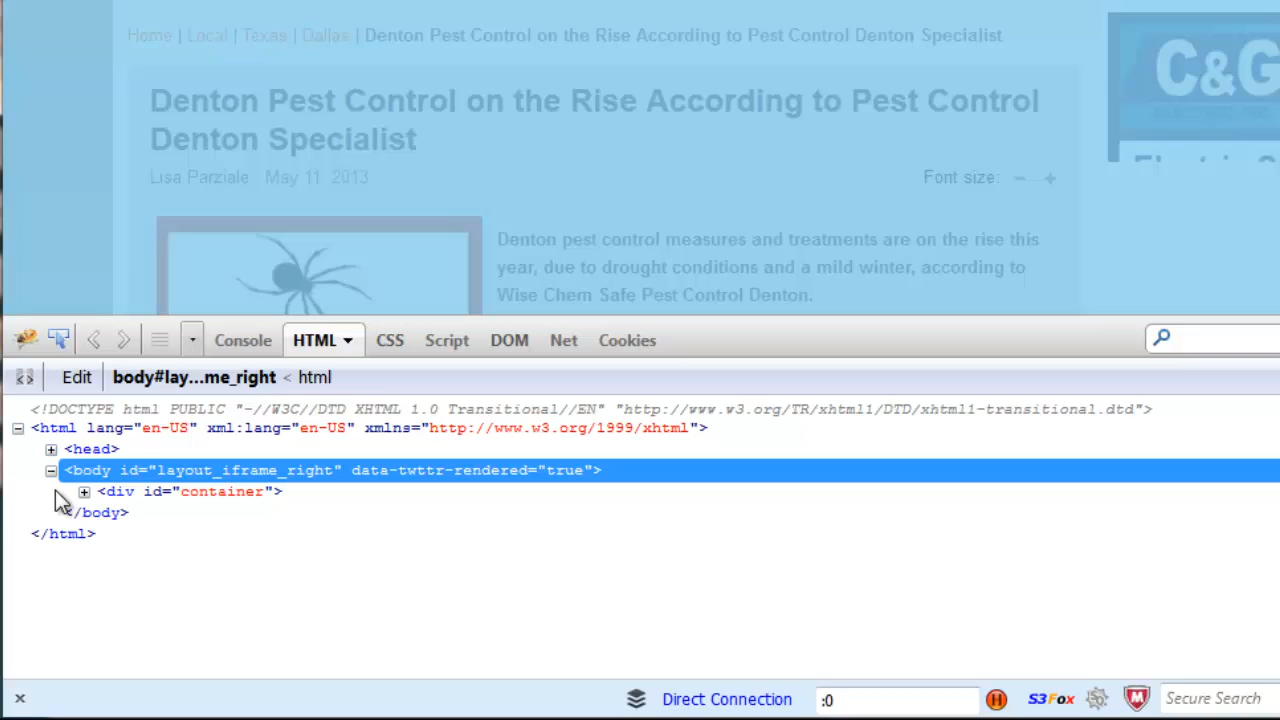 Home | Local | Texas | Dallas | Denton Pest Control on the Rise According to Pest Control Denton Specialist
C&G
Denton Pest Control on the Rise According to Pest Control
Denton Specialist
Lisa Parziale May 11 2013
Font size: − +
Denton pest control measures and treatments are on the rise this
year, due to drought conditions and a mild winter, according to
Wise Chem Safe Pest Control Denton.
Console HTML CSS Script DOM Net Cookies
Edit body#lay...me_right < html
<!DOCTYPE html PUBLIC "-//W3C//DTD XHTML 1.0 Transitional//EN" "http://www.w3.org/TR/xhtml1/DTD/xhtml1-transitional.dtd">
<html lang="en-US" xml:lang="en-US" xmlns="http://www.w3.org/1999/xhtml">
<head>
<body id="layout_iframe_right" data-twttr-rendered="true">
<div id="container">
/body>
</html>
Direct Connection :0 H S3Fox Secure Search